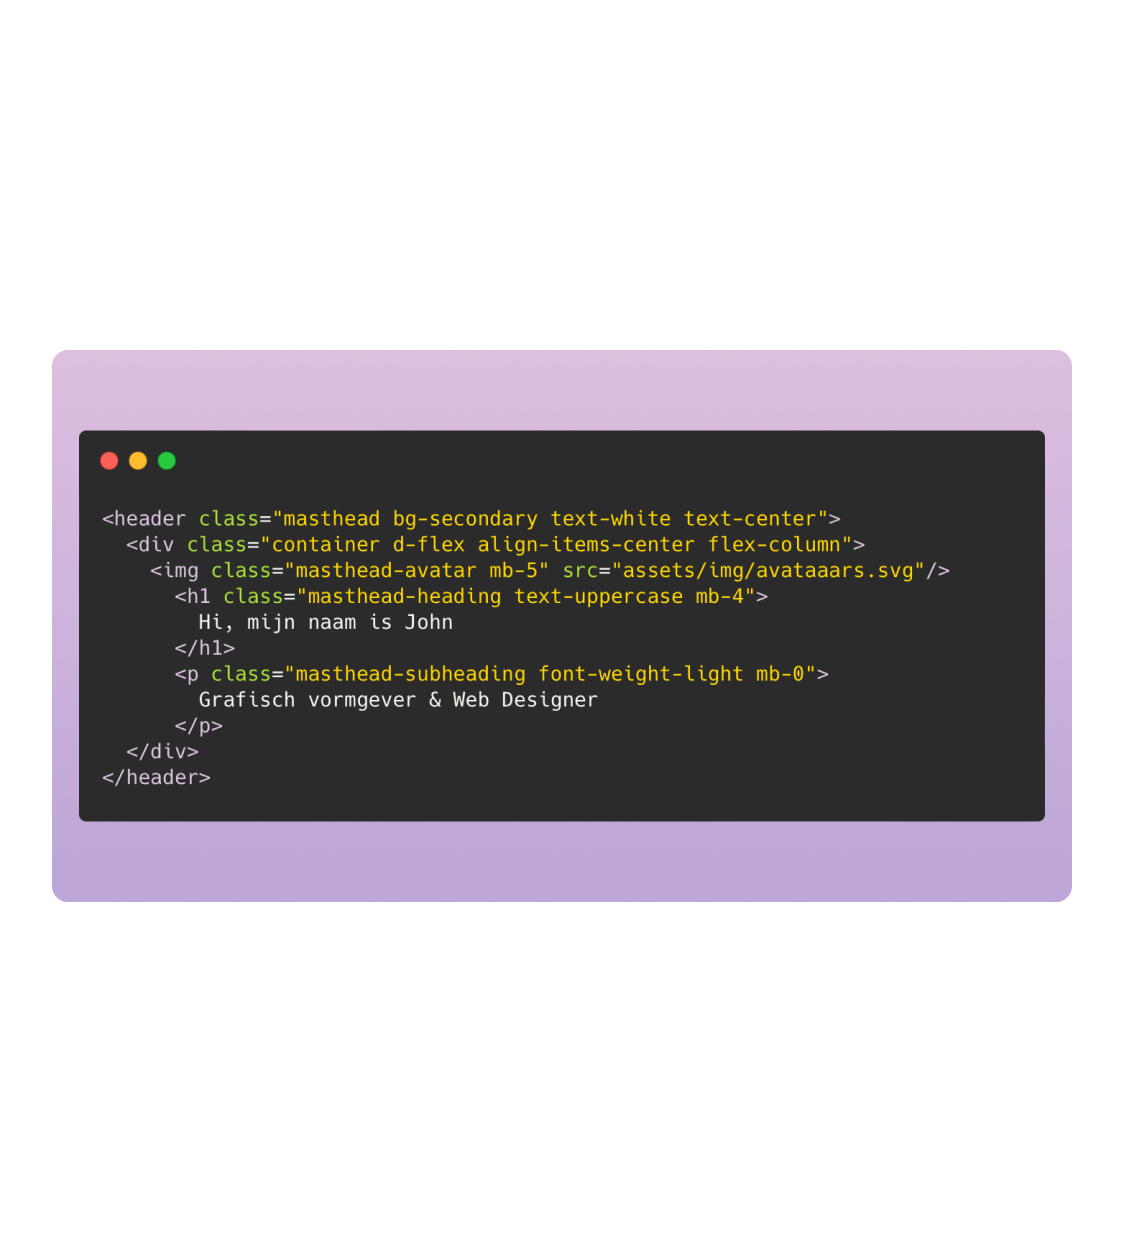 <header class="masthead bg-secondary text-white text-center">
  <div class="container d-flex align-items-center flex-column">
    <img class="masthead-avatar mb-5" src="assets/img/avataaars.svg"/>
      <h1 class="masthead-heading text-uppercase mb-4">
        Hi, mijn naam is John
      </h1>
      <p class="masthead-subheading font-weight-light mb-0">
        Grafisch vormgever & Web Designer
      </p>
  </div>
</header>